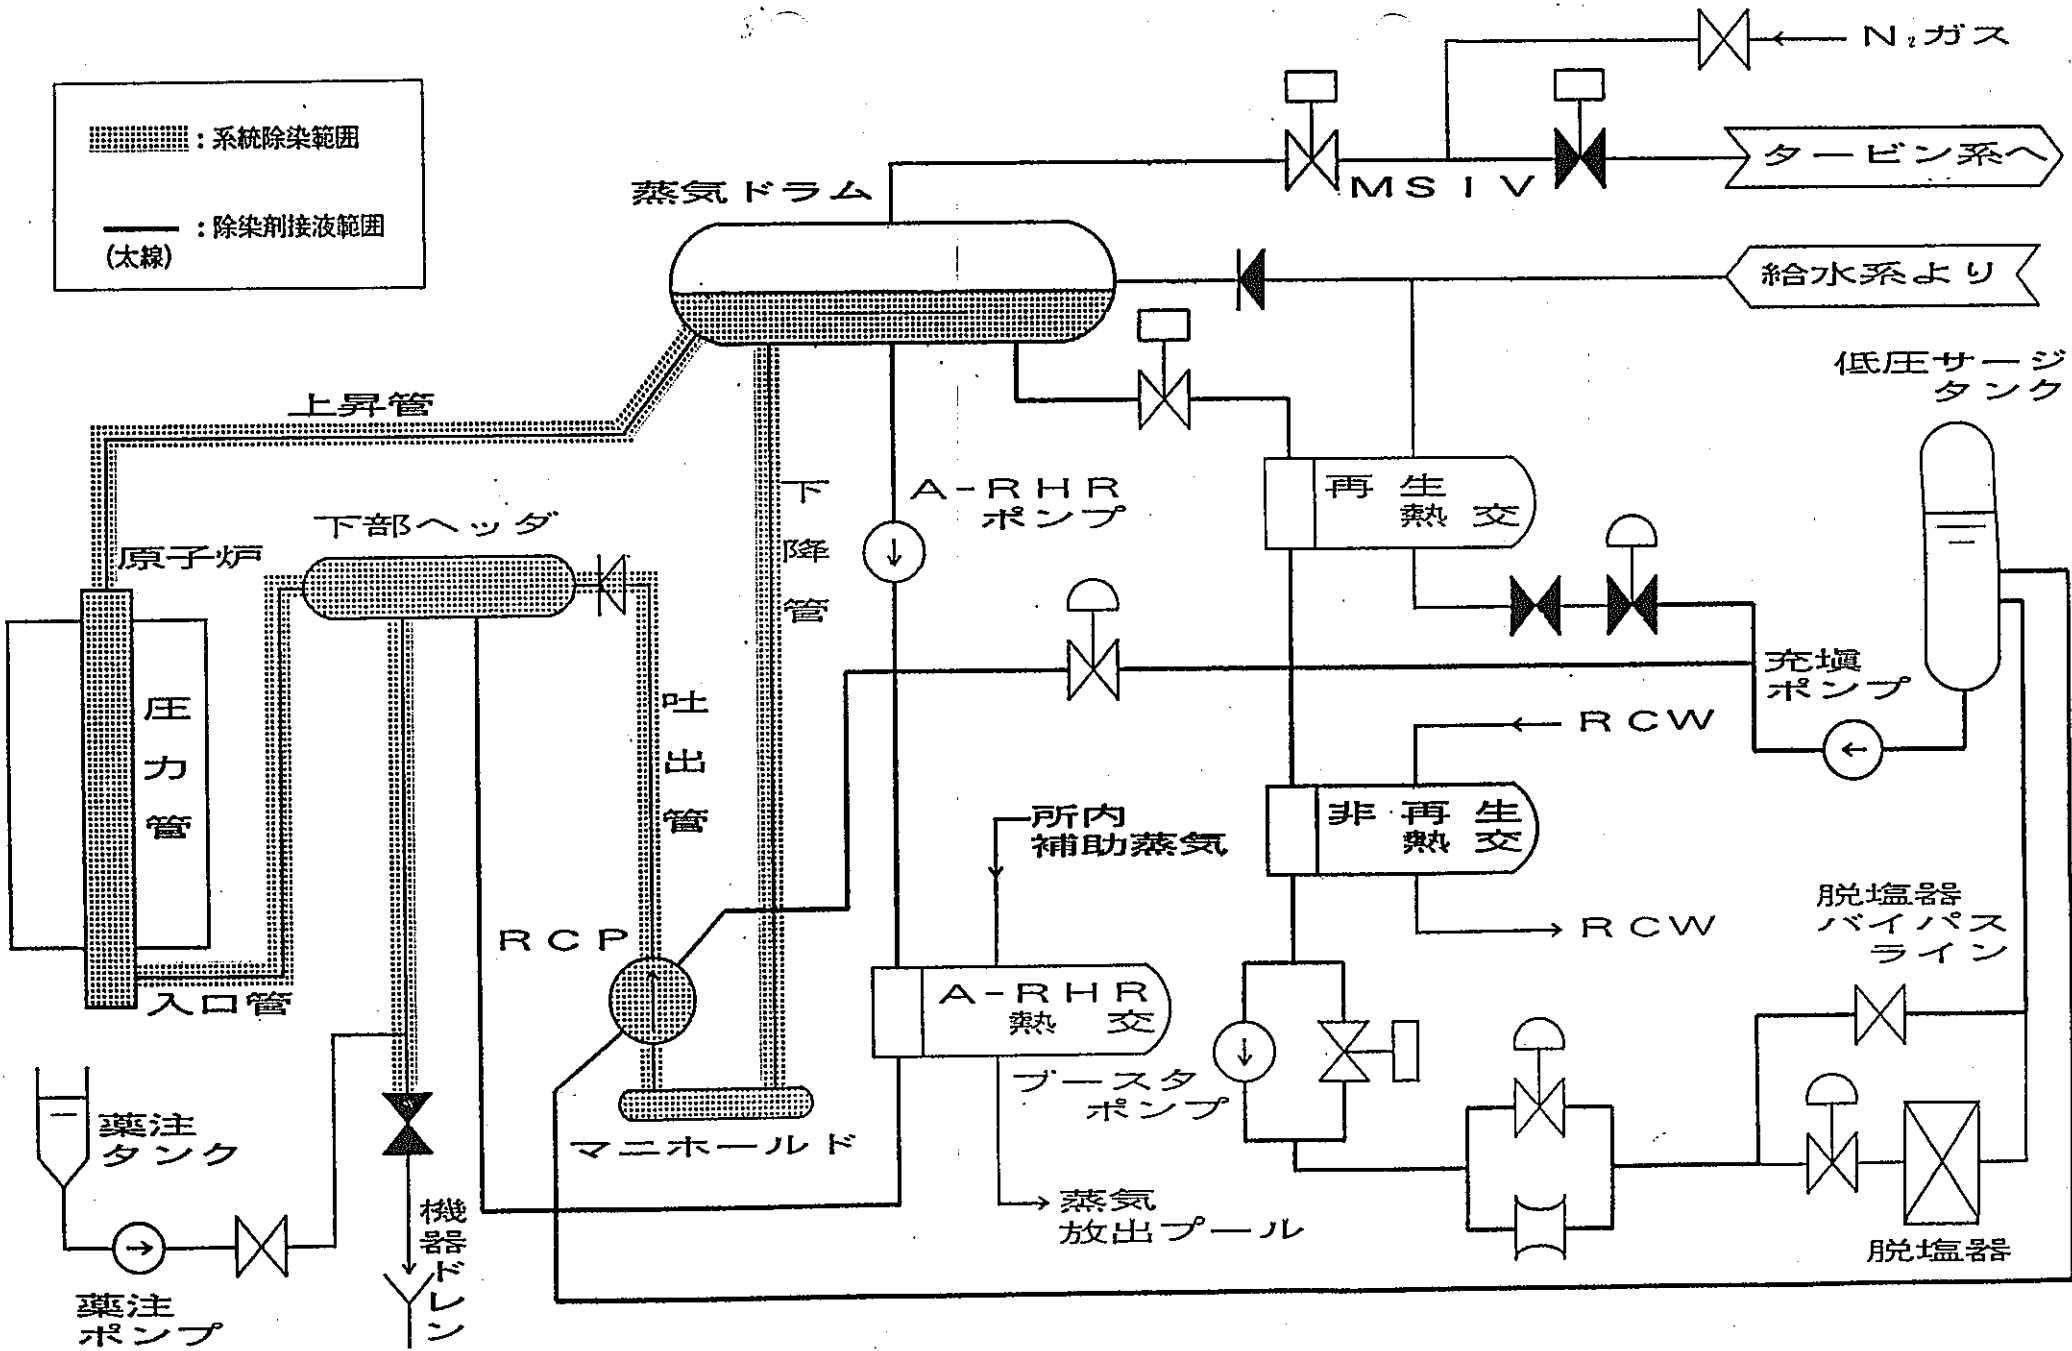 N₂ガス
：系統除染範囲
：除染剤接液範囲
(太線)
蒸気ドラム
MSIV
タービン系へ
給水系より
低圧サージ
タンク
上昇管
下降管
A-RHR
ポンプ
再生
熱交
下部ヘッダ
原子炉
圧力管
吐出管
充塡
ポンプ
RCW
所内
補助蒸気
非再生
熱交
RCW
脱塩器
バイパス
ライン
RCP
A-RHR
熱交
入口管
ブースタ
ポンプ
薬注
タンク
マニホールド
蒸気
放出プール
脱塩器
機器ドレン
薬注
ポンプ